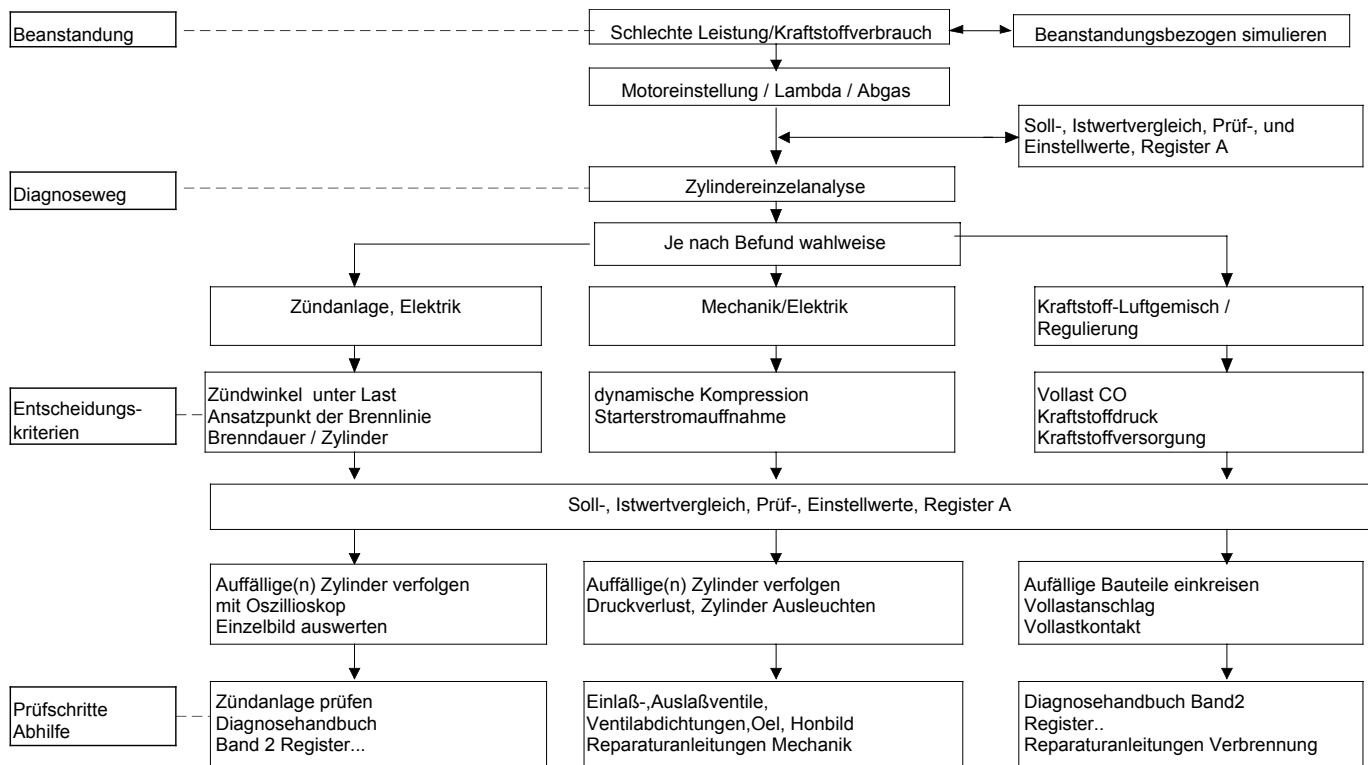 Beanstandung
Schlechte Leistung/Kraftstoffverbrauch
Beanstandungsbezogen simulieren
Motoreinstellung / Lambda / Abgas
Soll-, Istwertvergleich, Prüf-, und
Einstellwerte, Register A
Diagnoseweg
Zylindereinzelanalyse
Je nach Befund wahlweise
Zündanlage, Elektrik
Mechanik/Elektrik
Kraftstoff-Luftgemisch /
Regulierung
Entscheidungs-
kriterien
Zündwinkel unter Last
Ansatzpunkt der Brennlinie
Brenndauer / Zylinder
dynamische Kompression
Starterstromauffnahme
Vollast CO
Kraftstoffdruck
Kraftstoffversorgung
Soll-, Istwertvergleich, Prüf-, Einstellwerte, Register A
Auffällige(n) Zylinder verfolgen
mit Oszillioskop
Einzelbild auswerten
Auffällige(n) Zylinder verfolgen
Druckverlust, Zylinder Ausleuchten
Aufällige Bauteile einkreisen
Vollastanschlag
Vollastkontakt
Prüfschritte
Abhilfe
Zündanlage prüfen
Diagnosehandbuch
Band 2 Register...
Einlaß-,Auslaßventile,
Ventilabdichtungen,Oel, Honbild
Reparaturanleitungen Mechanik
Diagnosehandbuch Band2
Register..
Reparaturanleitungen Verbrennung